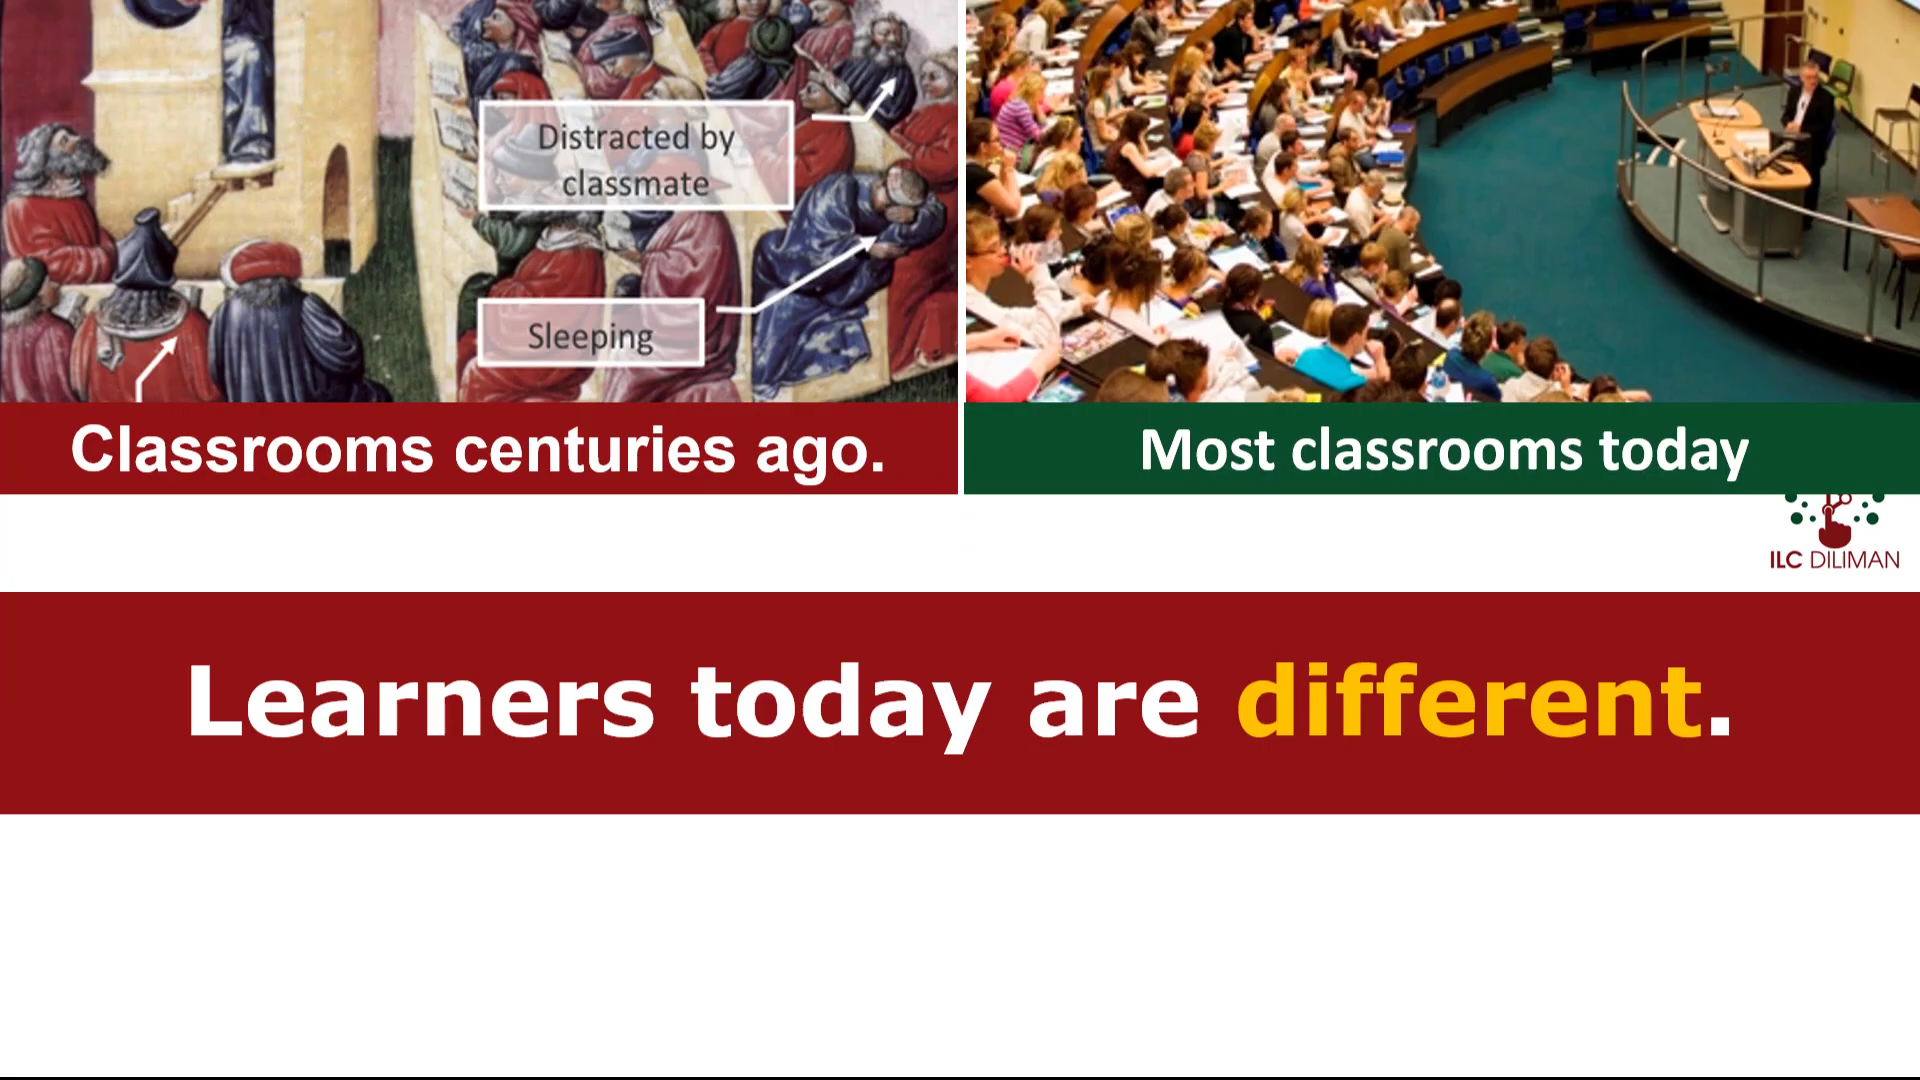 Distracted by
classmate
Sleeping
Classrooms centuries ago.
Most classrooms today
ILC DILIMAN
Learners today are different.